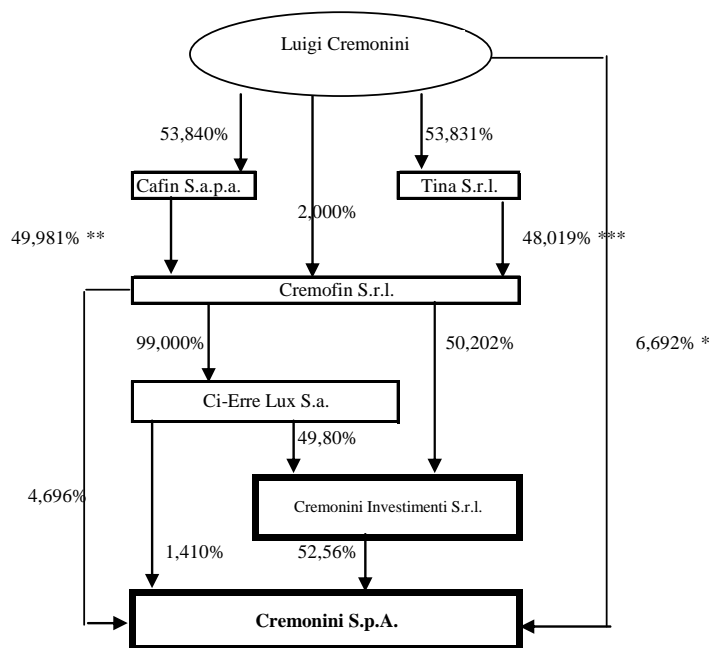 Luigi Cremonini
53,840%
53,831%
Cafin S.a.p.a.
Tina S.r.l.
2,000%
49,981% **
48,019% ***
Cremofin S.r.l.
99,000%
50,202%
6,692% *
Ci-Erre Lux S.a.
49,80%
4,696%
Cremonini Investimenti S.r.l.
1,410%
52,56%
Cremonini S.p.A.